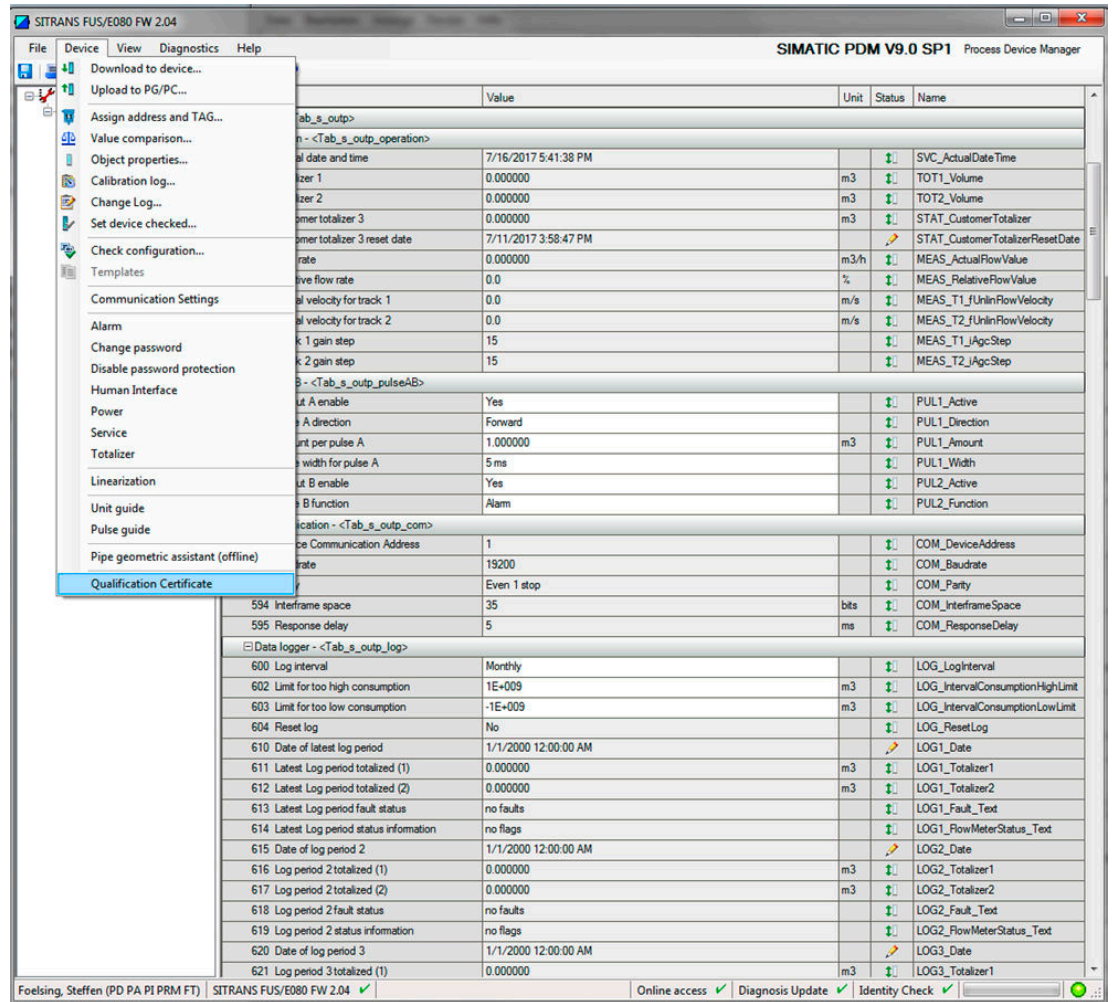 SITRANS FUS/E080 FW 2.04
File Device View Diagnostics Help SIMATIC PDM V9.0 SP1 Process Device Manager
Download to device...
Upload to PG/PC...
Assign address and TAG...
Value comparison...
Object properties...
Calibration log...
Change Log...
Set device checked...
Check configuration...
Templates
Communication Settings
Alarm
Change password
Disable password protection
Human Interface
Power
Service
Totalizer
Linearization
Unit guide
Pulse guide
Pipe geometric assistant (offline)
Qualification Certificate
Value Unit Status Name
ab_s_outp>
n - <Tab_s_outp_operation>
al date and time 7/16/2017 5:41:38 PM SVC_ActualDateTime
izer 1 0.000000 m3 TOT1_Volume
izer 2 0.000000 m3 TOT2_Volume
omer totalizer 3 0.000000 m3 STAT_CustomerTotalizer
omer totalizer 3 reset date 7/11/2017 3:58:47 PM STAT_CustomerTotalizerResetDate
rate 0.000000 m3/h MEAS_ActualFlowValue
ive flow rate 0.0 % MEAS_RelativeFlowValue
al velocity for track 1 0.0 m/s MEAS_T1_fUnlinFlowVelocity
al velocity for track 2 0.0 m/s MEAS_T2_fUnlinFlowVelocity
k 1 gain step 15 MEAS_T1_iAgcStep
k 2 gain step 15 MEAS_T2_iAgcStep
B - <Tab_s_outp_pulseAB>
ut A enable Yes PUL1_Active
e A direction Forward PUL1_Direction
unt per pulse A 1.000000 m3 PUL1_Amount
e width for pulse A 5 ms PUL1_Width
ut B enable Yes PUL2_Active
e B function Alarm PUL2_Function
ication - <Tab_s_outp_com>
ce Communication Address 1 COM_DeviceAddress
rate 19200 COM_Baudrate
y Even 1 stop COM_Parity
594 Interframe space 35 bits COM_InterframeSpace
595 Response delay 5 ms COM_ResponseDelay
Data logger - <Tab_s_outp_log>
600 Log interval Monthly LOG_LogInterval
602 Limit for too high consumption 1E+009 m3 LOG_IntervalConsumptionHighLimit
603 Limit for too low consumption -1E+009 m3 LOG_IntervalConsumptionLowLimit
604 Reset log No LOG_ResetLog
610 Date of latest log period 1/1/2000 12:00:00 AM LOG1_Date
611 Latest Log period totalized (1) 0.000000 m3 LOG1_Totalizer1
612 Latest Log period totalized (2) 0.000000 m3 LOG1_Totalizer2
613 Latest Log period fault status no faults LOG1_Fault_Text
614 Latest Log period status information no flags LOG1_FlowMeterStatus_Text
615 Date of log period 2 1/1/2000 12:00:00 AM LOG2_Date
616 Log period 2 totalized (1) 0.000000 m3 LOG2_Totalizer1
617 Log period 2 totalized (2) 0.000000 m3 LOG2_Totalizer2
618 Log period 2 fault status no faults LOG2_Fault_Text
619 Log period 2 status information no flags LOG2_FlowMeterStatus_Text
620 Date of log period 3 1/1/2000 12:00:00 AM LOG3_Date
621 Log period 3 totalized (1) 0.000000 m3 LOG3_Totalizer1
Foelsing, Steffen (PD PA PI PRM FT) SITRANS FUS/E080 FW 2.04 Online access Diagnosis Update Identity Check